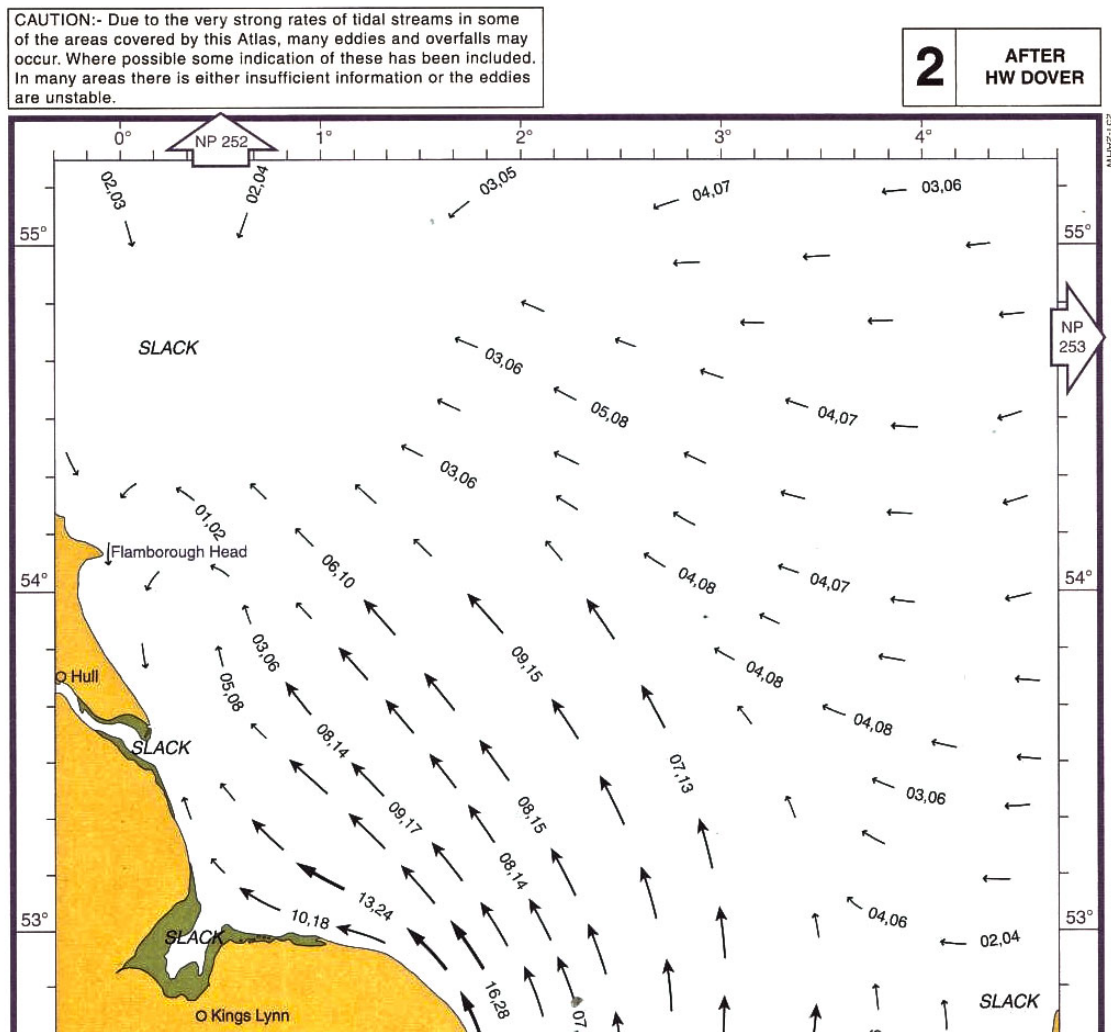 CAUTION:- Due to the very strong rates of tidal streams in some
of the areas covered by this Atlas, many eddies and overfalls may
occur. Where possible some indication of these has been included.
In many areas there is either insufficient information or the eddies
are unstable.
2
AFTER
HW DOVER
0°
NP 252
1°
2°
3°
4°
02,03
02,04
03,05
04,07
03,06
55°
55°
NP
253
SLACK
03,06
05,08
04,07
03,06
01,02
Flamborough Head
06,10
04,08
04,07
54°
54°
03,06
09,15
04,08
Hull
05,08
04,08
SLACK
08,14
07,13
09,17
08,15
03,06
08,14
13,24
10,18
04,06
53°
53°
SLACK
02,04
16,28
SLACK
Kings Lynn
07,